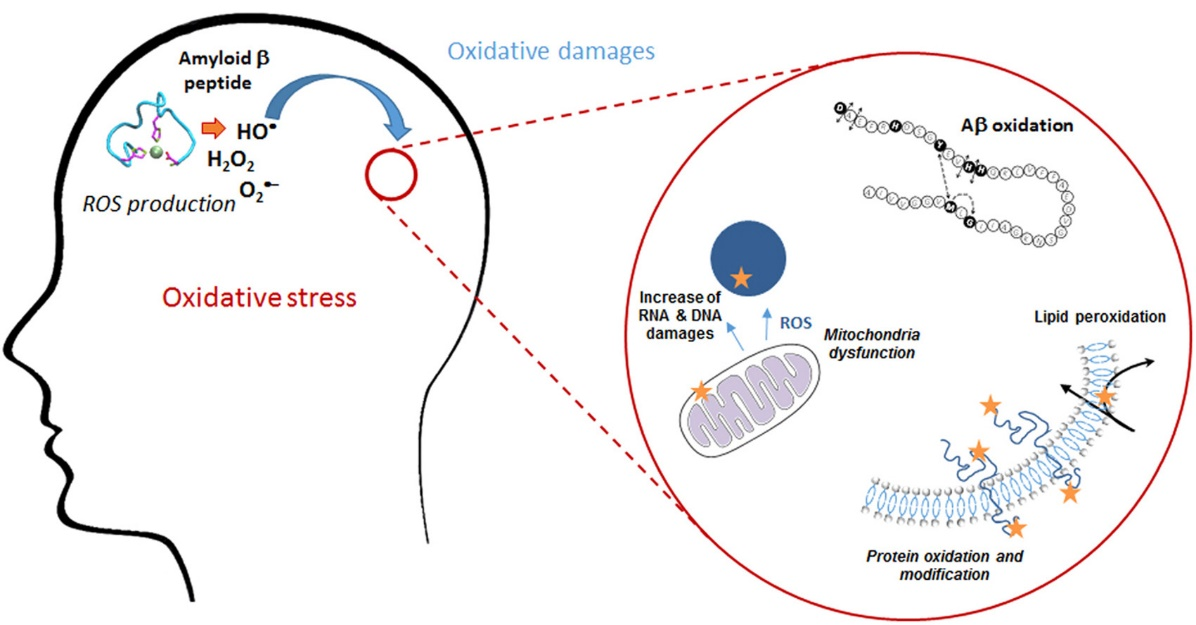 Oxidative damages
Amyloid β
peptide
HO•
H₂O₂
O₂•–
ROS production
Oxidative stress
Aβ oxidation
Increase of
RNA & DNA
damages
ROS
Mitochondria
dysfunction
Lipid peroxidation
Protein oxidation and
modification